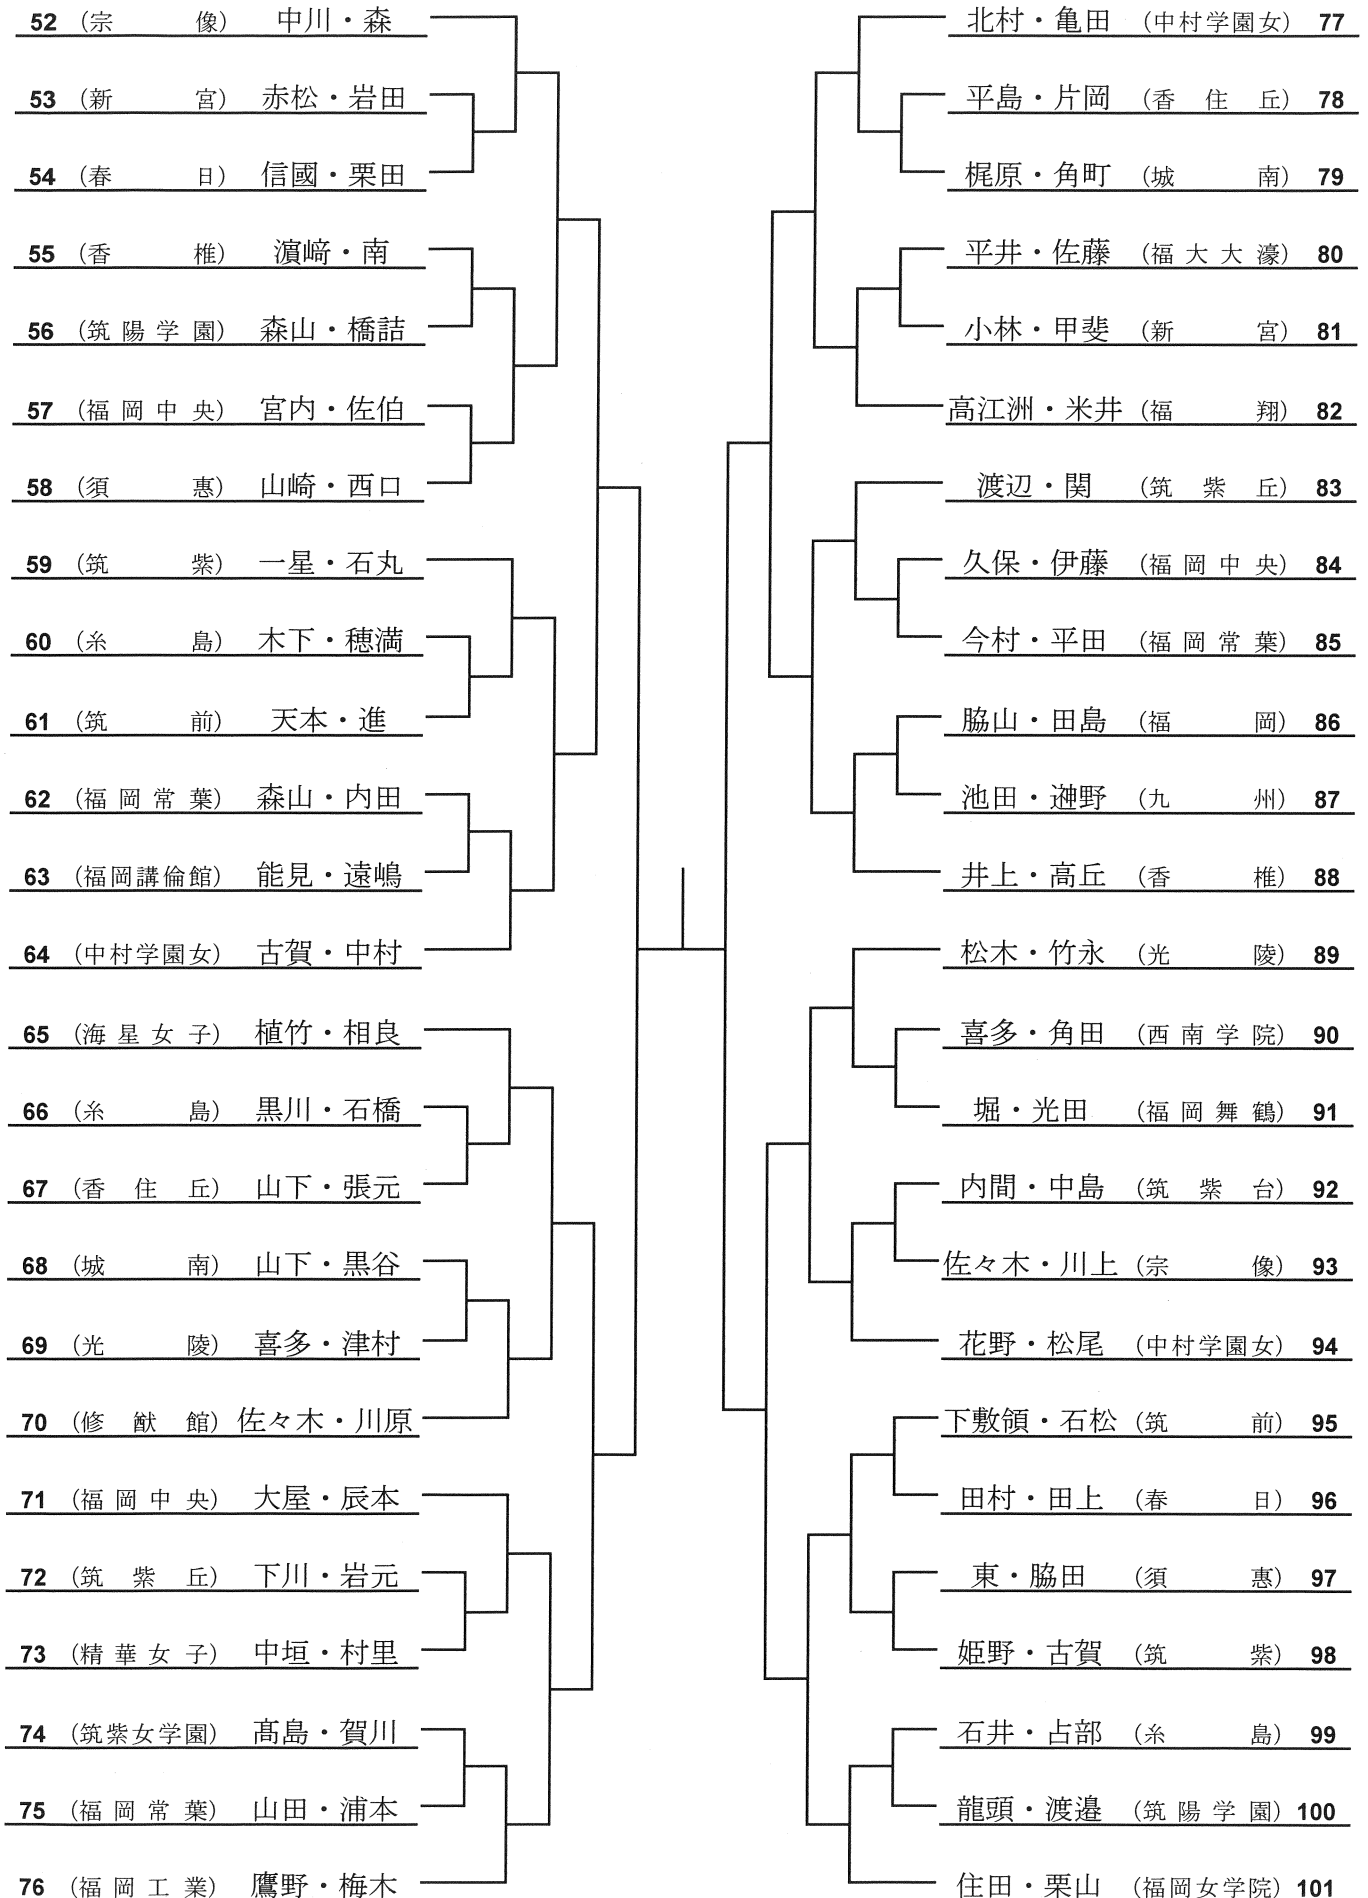 52 (宗像) 中川・森
53 (新宮) 赤松・岩田
54 (春日) 信國・栗田
55 (香椎) 濵﨑・南
56 (筑陽学園) 森山・橋詰
57 (福岡中央) 宮内・佐伯
58 (須惠) 山崎・西口
59 (筑紫) 一星・石丸
60 (糸島) 木下・穂満
61 (筑前) 天本・進
62 (福岡常葉) 森山・内田
63 (福岡講倫館) 能見・遠嶋
64 (中村学園女) 古賀・中村
65 (海星女子) 植竹・相良
66 (糸島) 黒川・石橋
67 (香住丘) 山下・張元
68 (城南) 山下・黒谷
69 (光陵) 喜多・津村
70 (修猷館) 佐々木・川原
71 (福岡中央) 大屋・辰本
72 (筑紫丘) 下川・岩元
73 (精華女子) 中垣・村里
74 (筑紫女学園) 髙島・賀川
75 (福岡常葉) 山田・浦本
76 (福岡工業) 鷹野・梅木
北村・亀田 (中村学園女) 77
平島・片岡 (香住丘) 78
梶原・角町 (城南) 79
平井・佐藤 (福大大濠) 80
小林・甲斐 (新宮) 81
高江洲・米井 (福翔) 82
渡辺・関 (筑紫丘) 83
久保・伊藤 (福岡中央) 84
今村・平田 (福岡常葉) 85
脇山・田島 (福岡) 86
池田・野 (九州) 87
井上・高丘 (香椎) 88
松木・竹永 (光陵) 89
喜多・角田 (西南学院) 90
堀・光田 (福岡舞鶴) 91
内間・中島 (筑紫台) 92
佐々木・川上 (宗像) 93
花野・松尾 (中村学園女) 94
下敷領・石松 (筑前) 95
田村・田上 (春日) 96
東・脇田 (須惠) 97
姫野・古賀 (筑紫) 98
石井・占部 (糸島) 99
龍頭・渡邉 (筑陽学園) 100
住田・栗山 (福岡女学院) 101